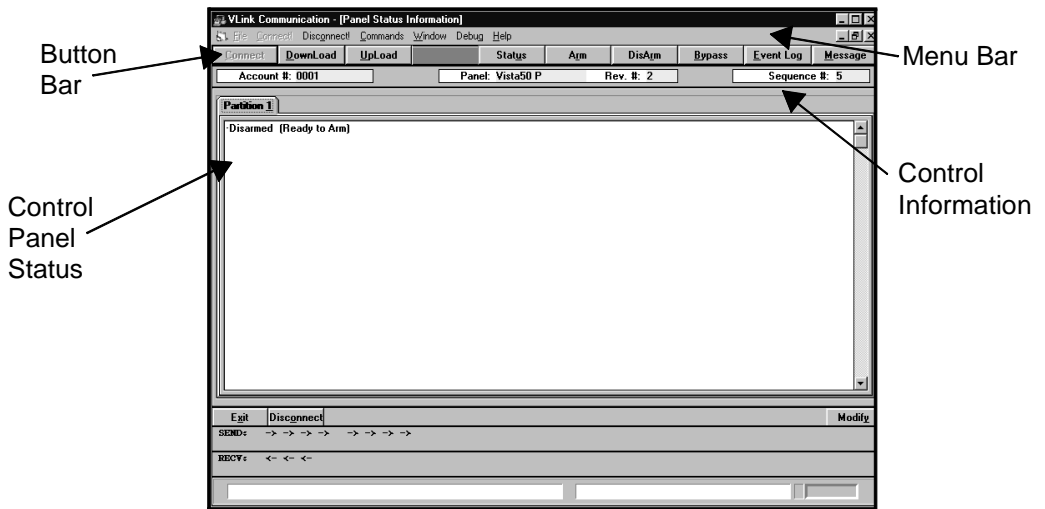 VLink Communication - [Panel Status Information]
File Connect! Disconnect! Commands Window Debug Help
Connect DownLoad UpLoad Status Arm DisArm Bypass Event Log Message
Account #: 0001 Panel: Vista50 P Rev. #: 2 Sequence #: 5
Partition 1
-Disarmed (Ready to Arm)
Exit Disconnect Modify
SEND: -> -> -> -> -> -> -> ->
RECV: <- <- <-
Button
Bar
Menu Bar
Control
Information
Control
Panel
Status